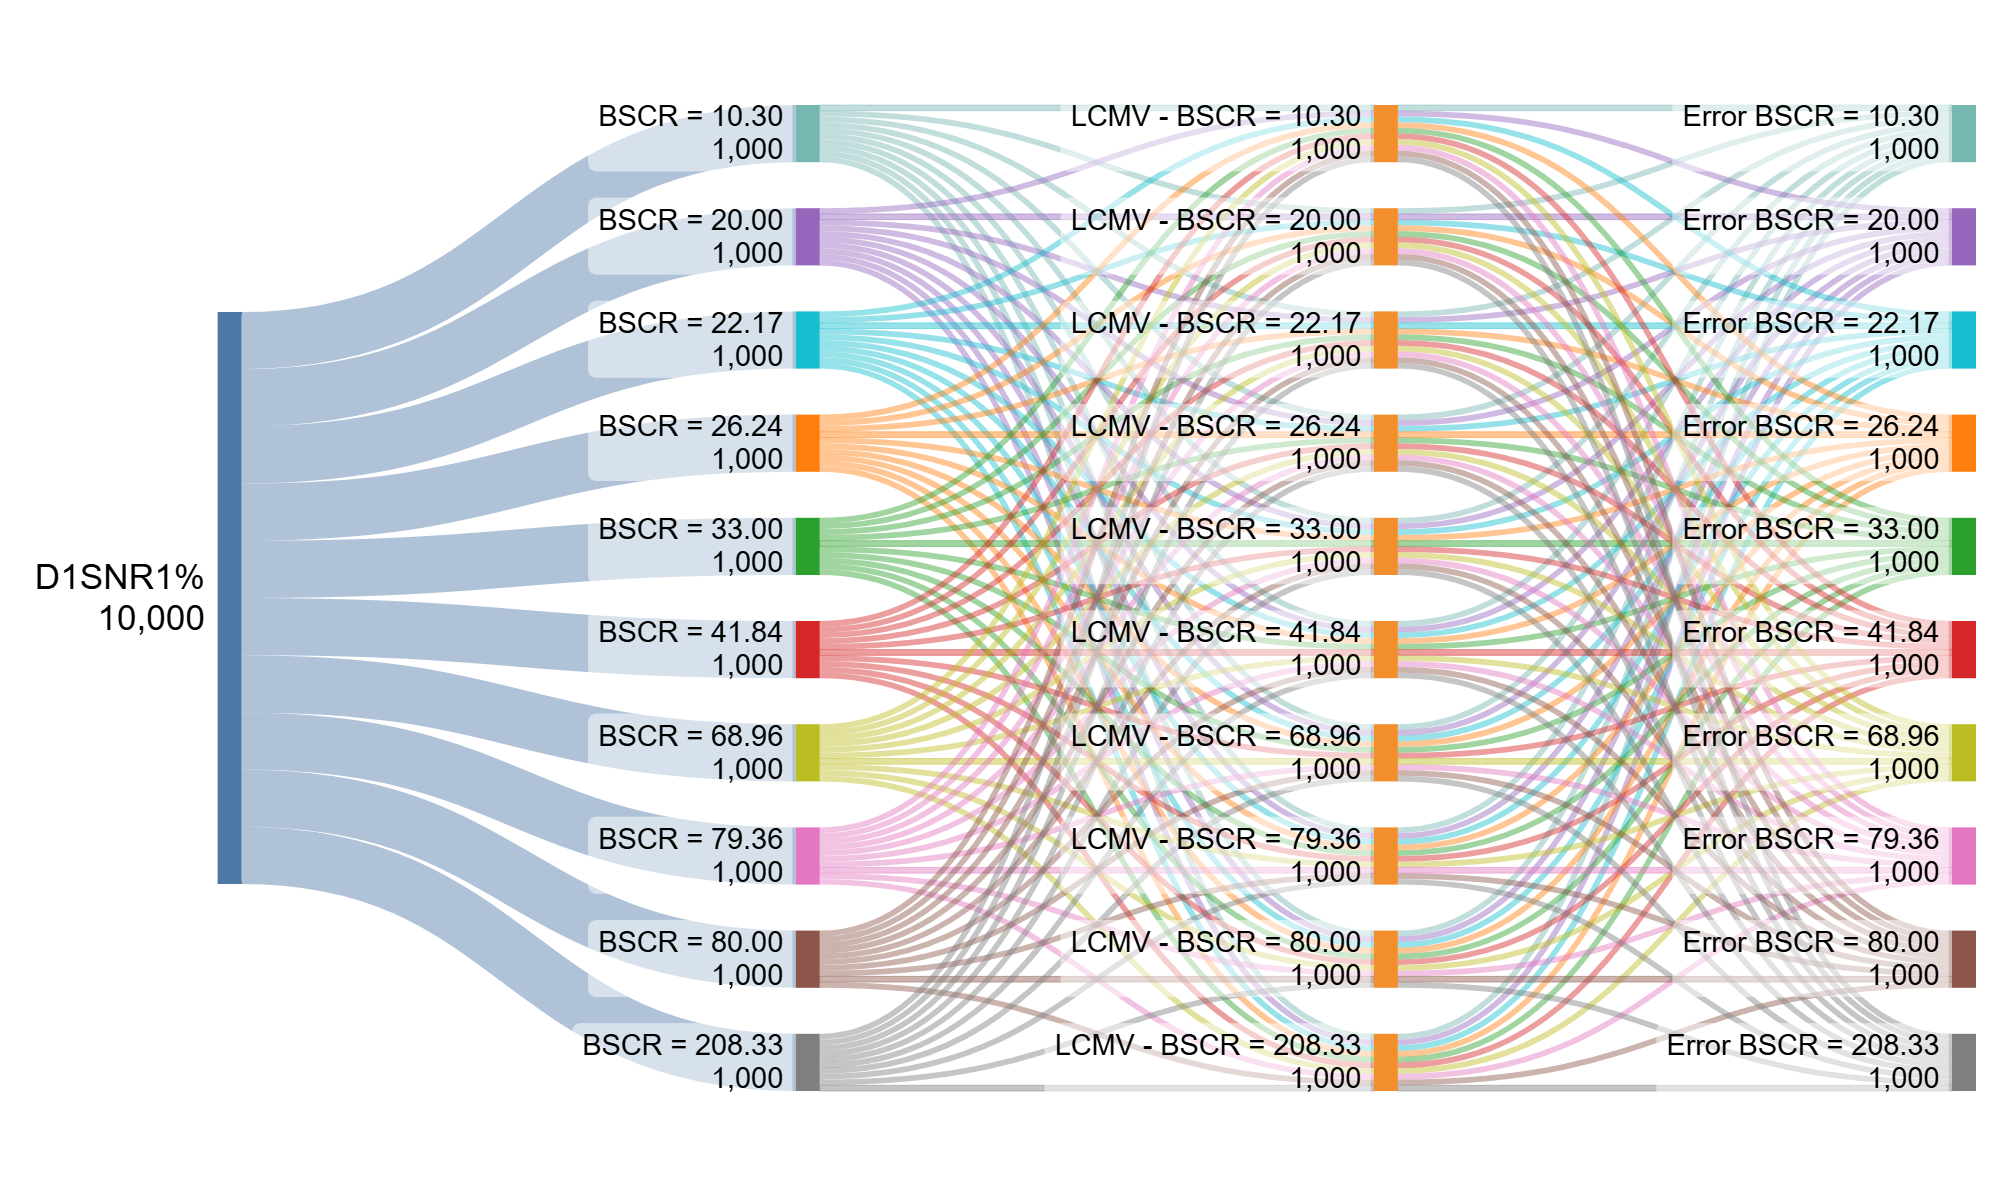 D1SNR1%
10,000
BSCR = 10.30
1,000
BSCR = 20.00
1,000
BSCR = 22.17
1,000
BSCR = 26.24
1,000
BSCR = 33.00
1,000
BSCR = 41.84
1,000
BSCR = 68.96
1,000
BSCR = 79.36
1,000
BSCR = 80.00
1,000
BSCR = 208.33
1,000
LCMV - BSCR = 10.30
1,000
LCMV - BSCR = 20.00
1,000
LCMV - BSCR = 22.17
1,000
LCMV - BSCR = 26.24
1,000
LCMV - BSCR = 33.00
1,000
LCMV - BSCR = 41.84
1,000
LCMV - BSCR = 68.96
1,000
LCMV - BSCR = 79.36
1,000
LCMV - BSCR = 80.00
1,000
LCMV - BSCR = 208.33
1,000
Error BSCR = 10.30
1,000
Error BSCR = 20.00
1,000
Error BSCR = 22.17
1,000
Error BSCR = 26.24
1,000
Error BSCR = 33.00
1,000
Error BSCR = 41.84
1,000
Error BSCR = 68.96
1,000
Error BSCR = 79.36
1,000
Error BSCR = 80.00
1,000
Error BSCR = 208.33
1,000